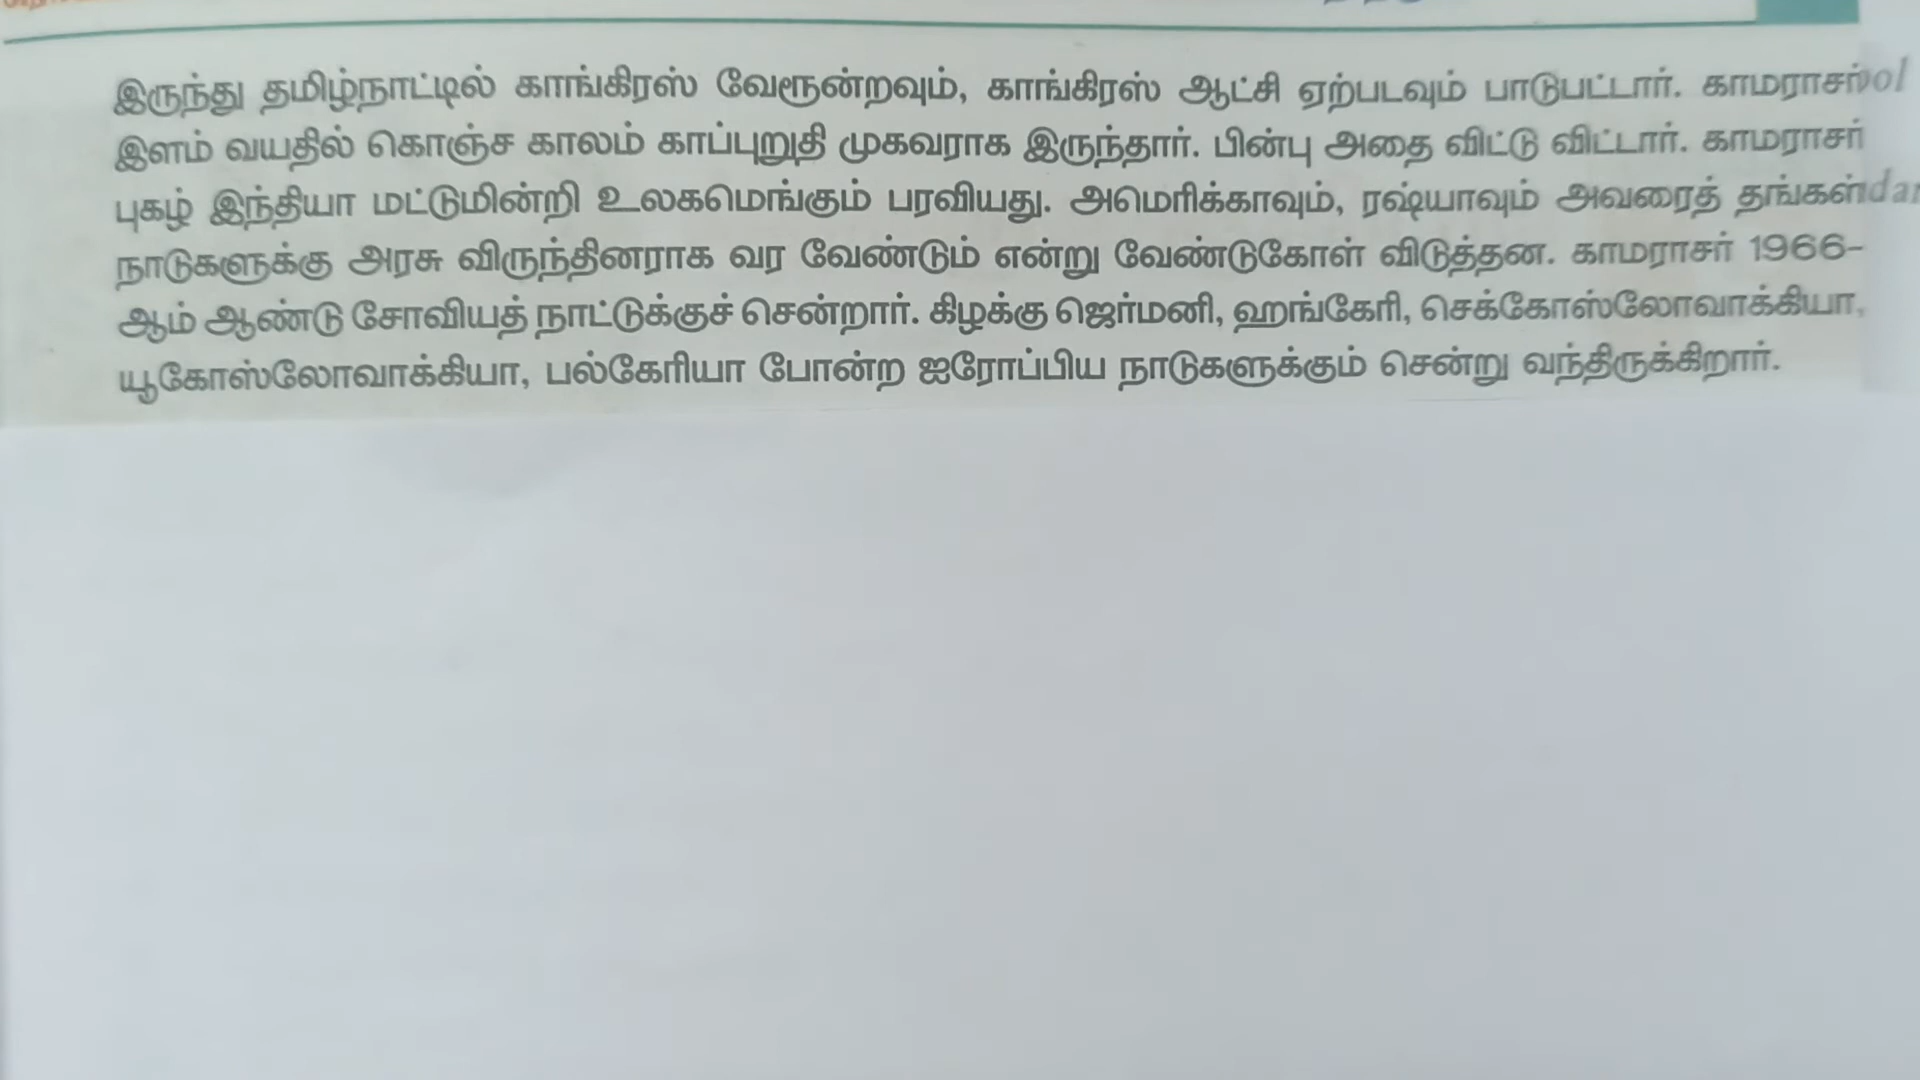 இருந்து தமிழ்நாட்டில் காங்கிரஸ் வேரூன்றவும், காங்கிரஸ் ஆட்சி ஏற்படவும் பாடுபட்டார். காமராசர்
இளம் வயதில் கொஞ்ச காலம் காப்புறுதி முகவராக இருந்தார். பின்பு அதை விட்டு விட்டார். காமராசர்
புகழ் இந்தியா மட்டுமின்றி உலகமெங்கும் பரவியது. அமெரிக்காவும், ரஷ்யாவும் அவரைத் தங்கள்
நாடுகளுக்கு அரசு விருந்தினராக வர வேண்டும் என்று வேண்டுகோள் விடுத்தன. காமராசர் 1966-
ஆம் ஆண்டு சோவியத் நாட்டுக்குச் சென்றார். கிழக்கு ஜெர்மனி, ஹங்கேரி, செக்கோஸ்லோவாக்கியா,
யூகோஸ்லோவாக்கியா, பல்கேரியா போன்ற ஐரோப்பிய நாடுகளுக்கும் சென்று வந்திருக்கிறார்.